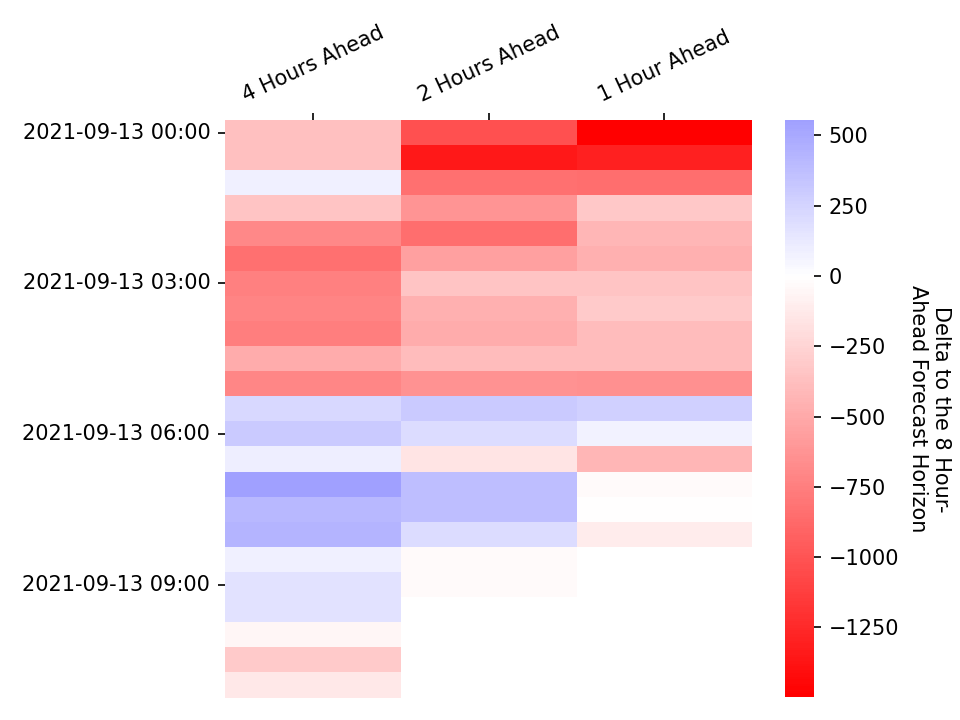 4 Hours Ahead
2 Hours Ahead
1 Hour Ahead
2021-09-13 00:00
2021-09-13 03:00
2021-09-13 06:00
2021-09-13 09:00
500
250
0
−250
−500
−750
−1000
−1250
Delta to the 8 Hour-
Ahead Forecast Horizon